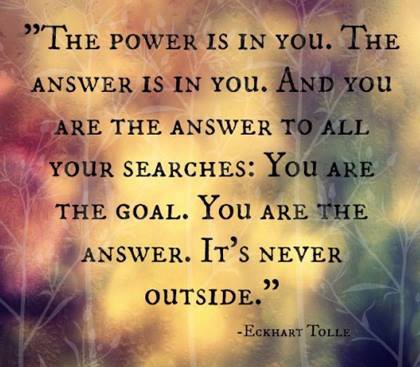 "The power is in you. The
answer is in you. And you
are the answer to all
your searches: You are
the goal. You are the
answer. It's never
outside."
-Eckhart Tolle